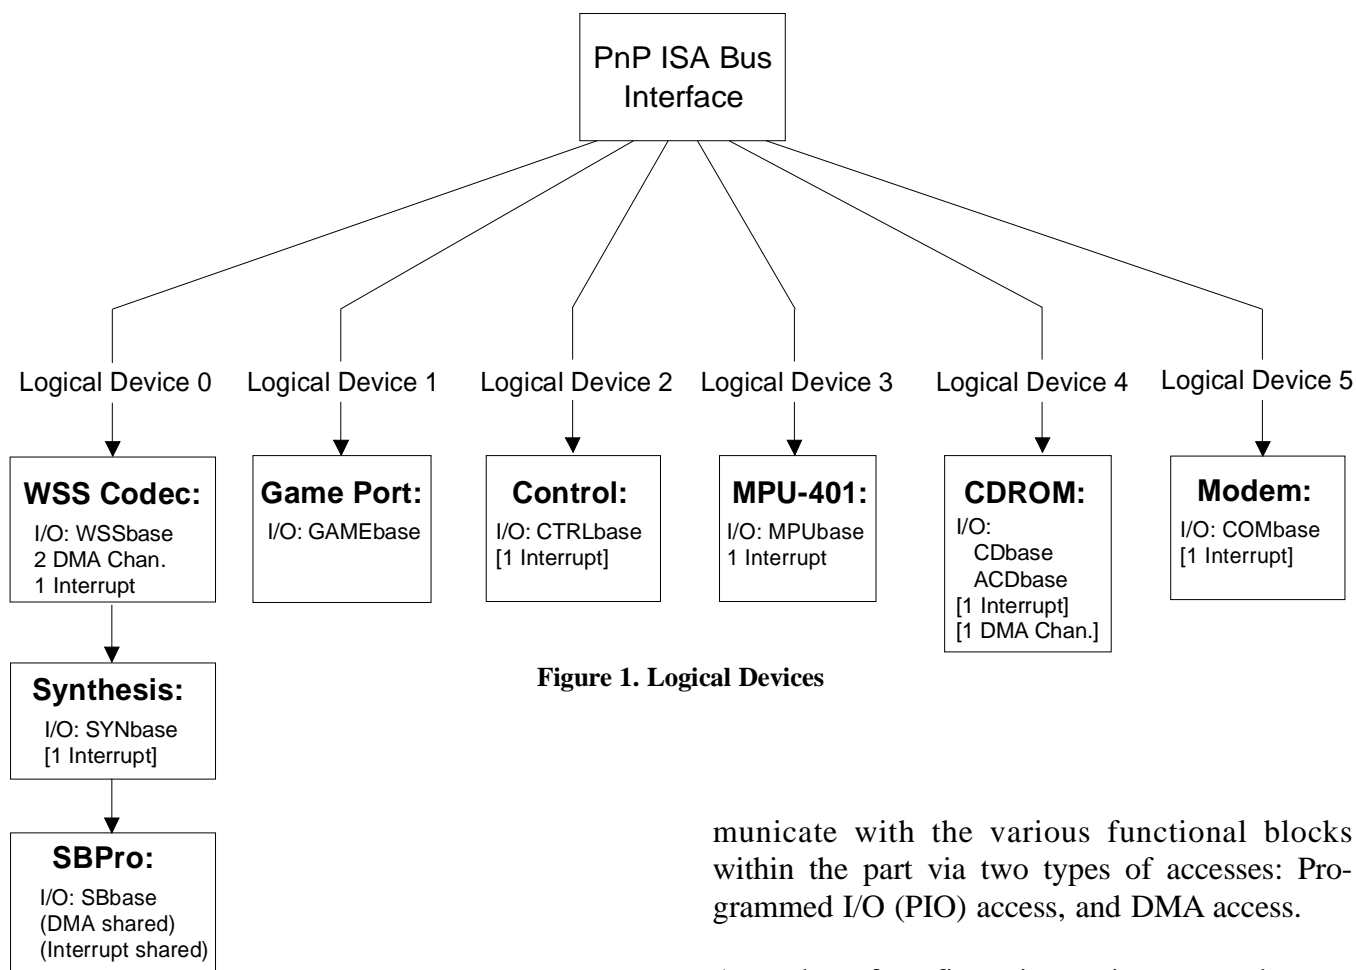 PnP ISA Bus
Interface
Logical Device 0
Logical Device 1
Logical Device 2
Logical Device 3
Logical Device 4
Logical Device 5
WSS Codec:
I/O: WSSbase
2 DMA Chan.
1 Interrupt
Game Port:
I/O: GAMEbase
Control:
I/O: CTRLbase
[1 Interrupt]
MPU-401:
I/O: MPUbase
1 Interrupt
CDROM:
I/O:
CDbase
ACDbase
[1 Interrupt]
[1 DMA Chan.]
Modem:
I/O: COMbase
[1 Interrupt]
Synthesis:
I/O: SYNbase
[1 Interrupt]
SBPro:
I/O: SBbase
(DMA shared)
(Interrupt shared)
Figure 1. Logical Devices
municate with the various functional blocks
within the part via two types of accesses: Pro-
grammed I/O (PIO) access, and DMA access.